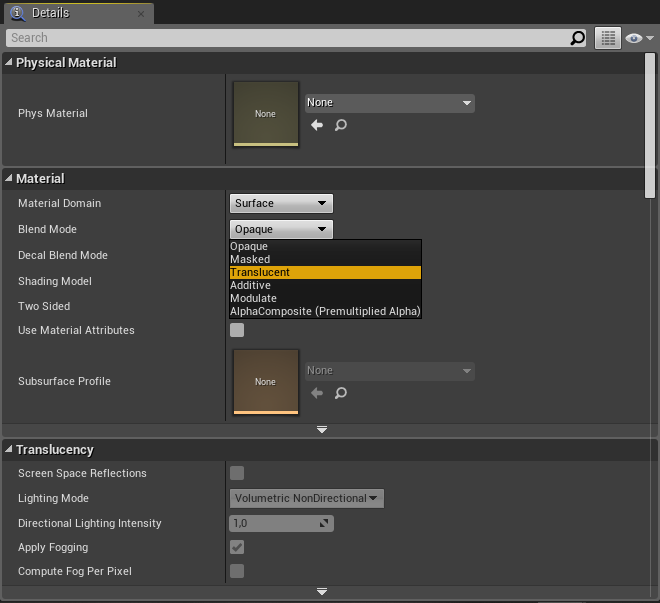 Details
Search
Physical Material
Phys Material
None
None
Material
Material Domain
Surface
Blend Mode
Opaque
Opaque
Masked
Translucent
Additive
Modulate
AlphaComposite (Premultiplied Alpha)
Decal Blend Mode
Shading Model
Two Sided
Use Material Attributes
Subsurface Profile
None
None
Translucency
Screen Space Reflections
Lighting Mode
Volumetric NonDirectional
Directional Lighting Intensity
1,0
Apply Fogging
Compute Fog Per Pixel